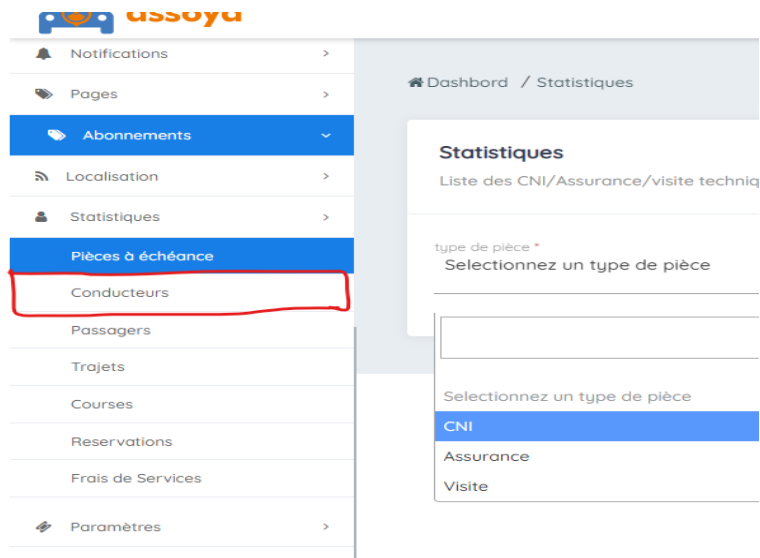 assoya
Notifications
Pages
Abonnements
Localisation
Statistiques
Pièces à échéance
Conducteurs
Passagers
Trajets
Courses
Reservations
Frais de Services
Paramètres
Dashbord / Statistiques
Statistiques
Liste des CNI/Assurance/visite techniq
type de pièce *
Selectionnez un type de pièce
Selectionnez un type de pièce
CNI
Assurance
Visite